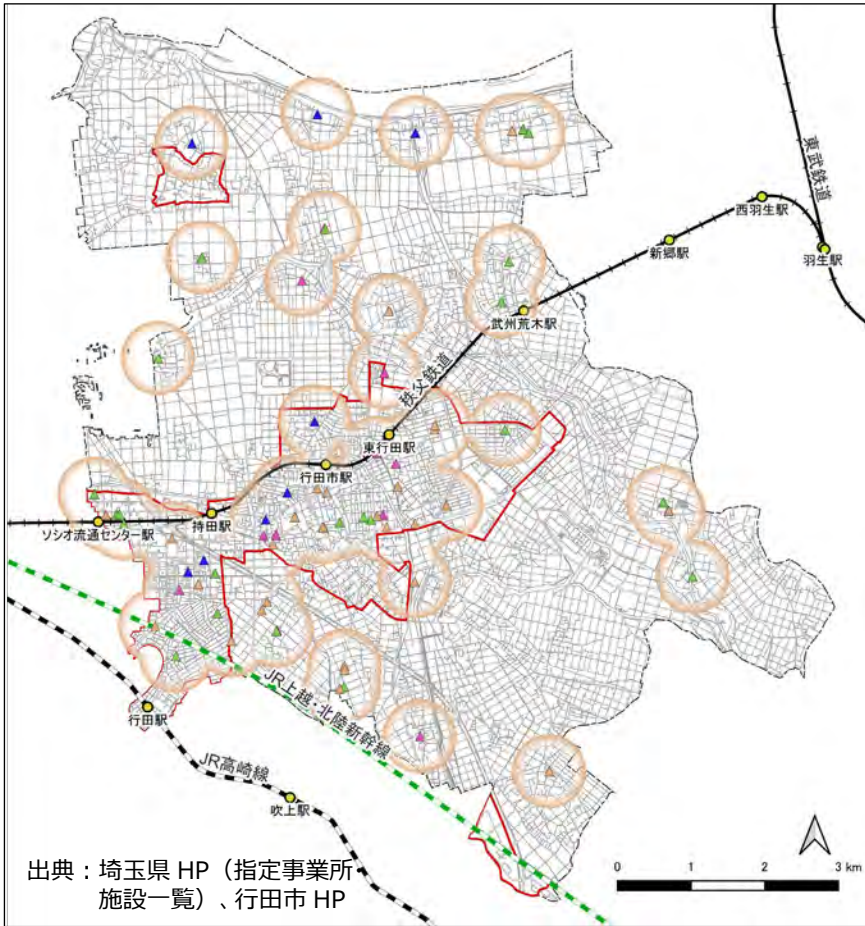 東武鉄道
西羽生駅
新郷駅
羽生駅
武州荒木駅
秩父鉄道
東行田駅
行田市駅
持田駅
ソシオ流通センター駅
JR上越・北陸新幹線
行田駅
JR高崎線
吹上駅
出典：埼玉県 HP（指定事業所・
施設一覧）、行田市 HP
0 1 2 3 km